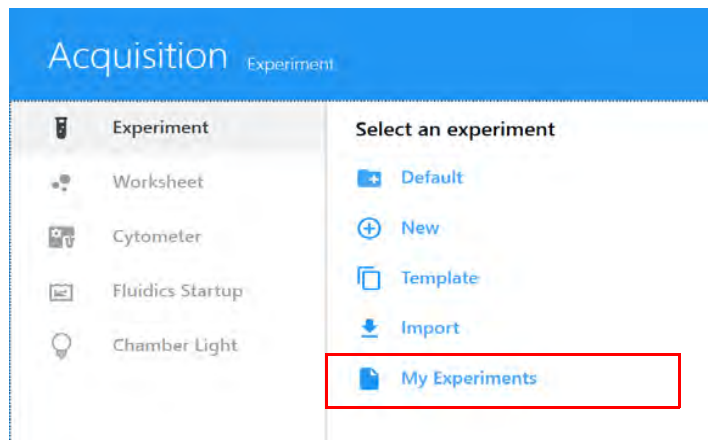 Acquisition Experiment
Experiment
Worksheet
Cytometer
Fluidics Startup
Chamber Light
Select an experiment
Default
New
Template
Import
My Experiments